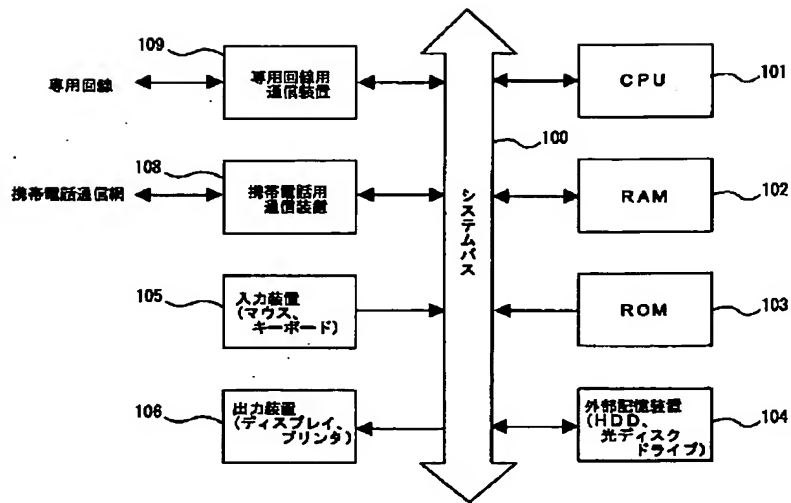 109
専用回線
専用回線用
通信装置
CPU
101
100
108
携帯電話通信網
携帯電話用
通信装置
システムバス
RAM
102
105
入力装置
(マウス、
キーボード)
ROM
103
106
出力装置
(ディスプレイ、
プリンタ)
外部記憶装置
(HDD、
光ディスク
ドライブ)
104